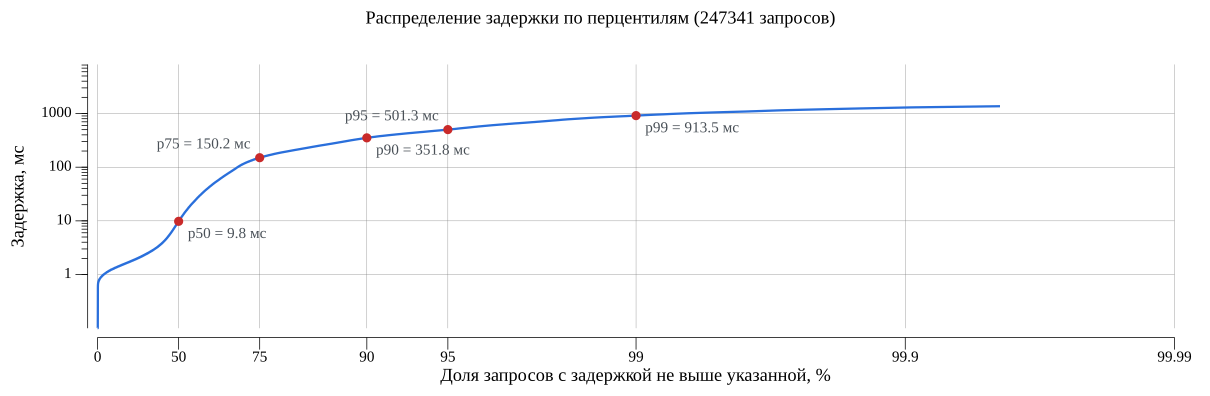 Распределение задержки по перцентилям (247341 запросов)
Задержка, мс
1000
100
10
1
p50 = 9.8 мс
p75 = 150.2 мс
p90 = 351.8 мс
p95 = 501.3 мс
p99 = 913.5 мс
0 50 75 90 95 99 99.9 99.99
Доля запросов с задержкой не выше указанной, %